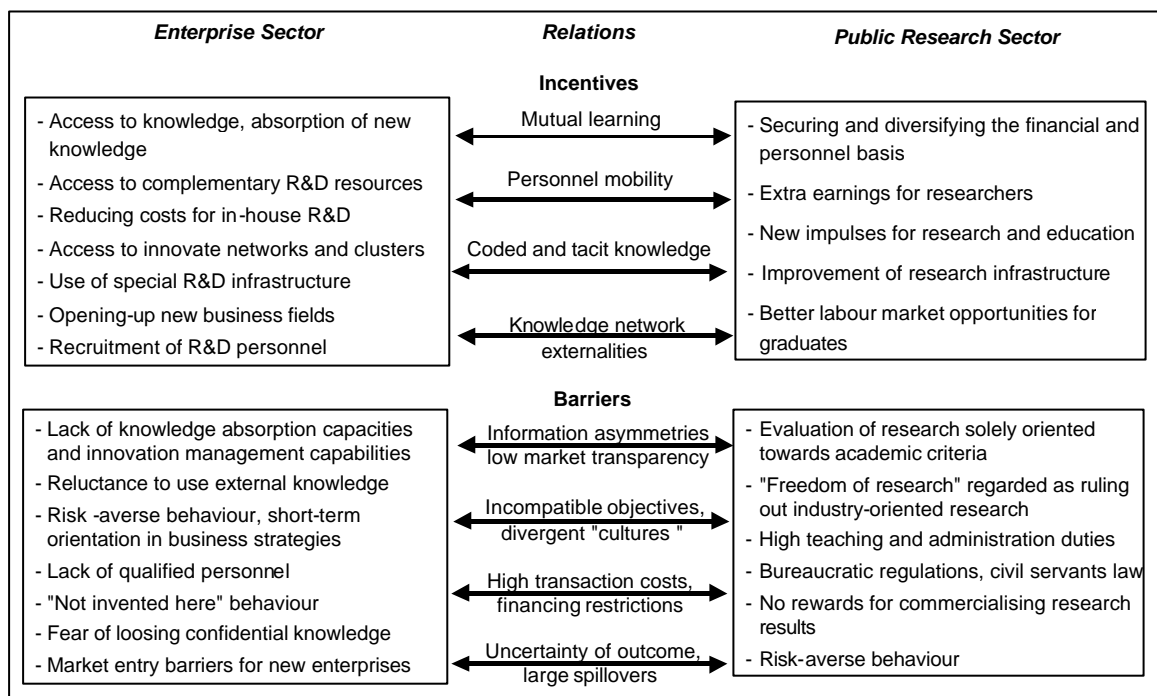 Enterprise Sector
Relations
Public Research Sector
Incentives
- Access to knowledge, absorption of new
knowledge
- Access to complementary R&D resources
- Reducing costs for in-house R&D
- Access to innovate networks and clusters
- Use of special R&D infrastructure
- Opening-up new business fields
- Recruitment of R&D personnel
Mutual learning
Personnel mobility
Coded and tacit knowledge
Knowledge network
externalities
- Securing and diversifying the financial and
personnel basis
- Extra earnings for researchers
- New impulses for research and education
- Improvement of research infrastructure
- Better labour market opportunities for
graduates
Barriers
- Lack of knowledge absorption capacities
and innovation management capabilities
- Reluctance to use external knowledge
- Risk -averse behaviour, short-term
orientation in business strategies
- Lack of qualified personnel
- "Not invented here" behaviour
- Fear of loosing confidential knowledge
- Market entry barriers for new enterprises
Information asymmetries
low market transparency
Incompatible objectives,
divergent "cultures "
High transaction costs,
financing restrictions
Uncertainty of outcome,
large spillovers
- Evaluation of research solely oriented
towards academic criteria
- "Freedom of research" regarded as ruling
out industry-oriented research
- High teaching and administration duties
- Bureaucratic regulations, civil servants law
- No rewards for commercialising research
results
- Risk-averse behaviour